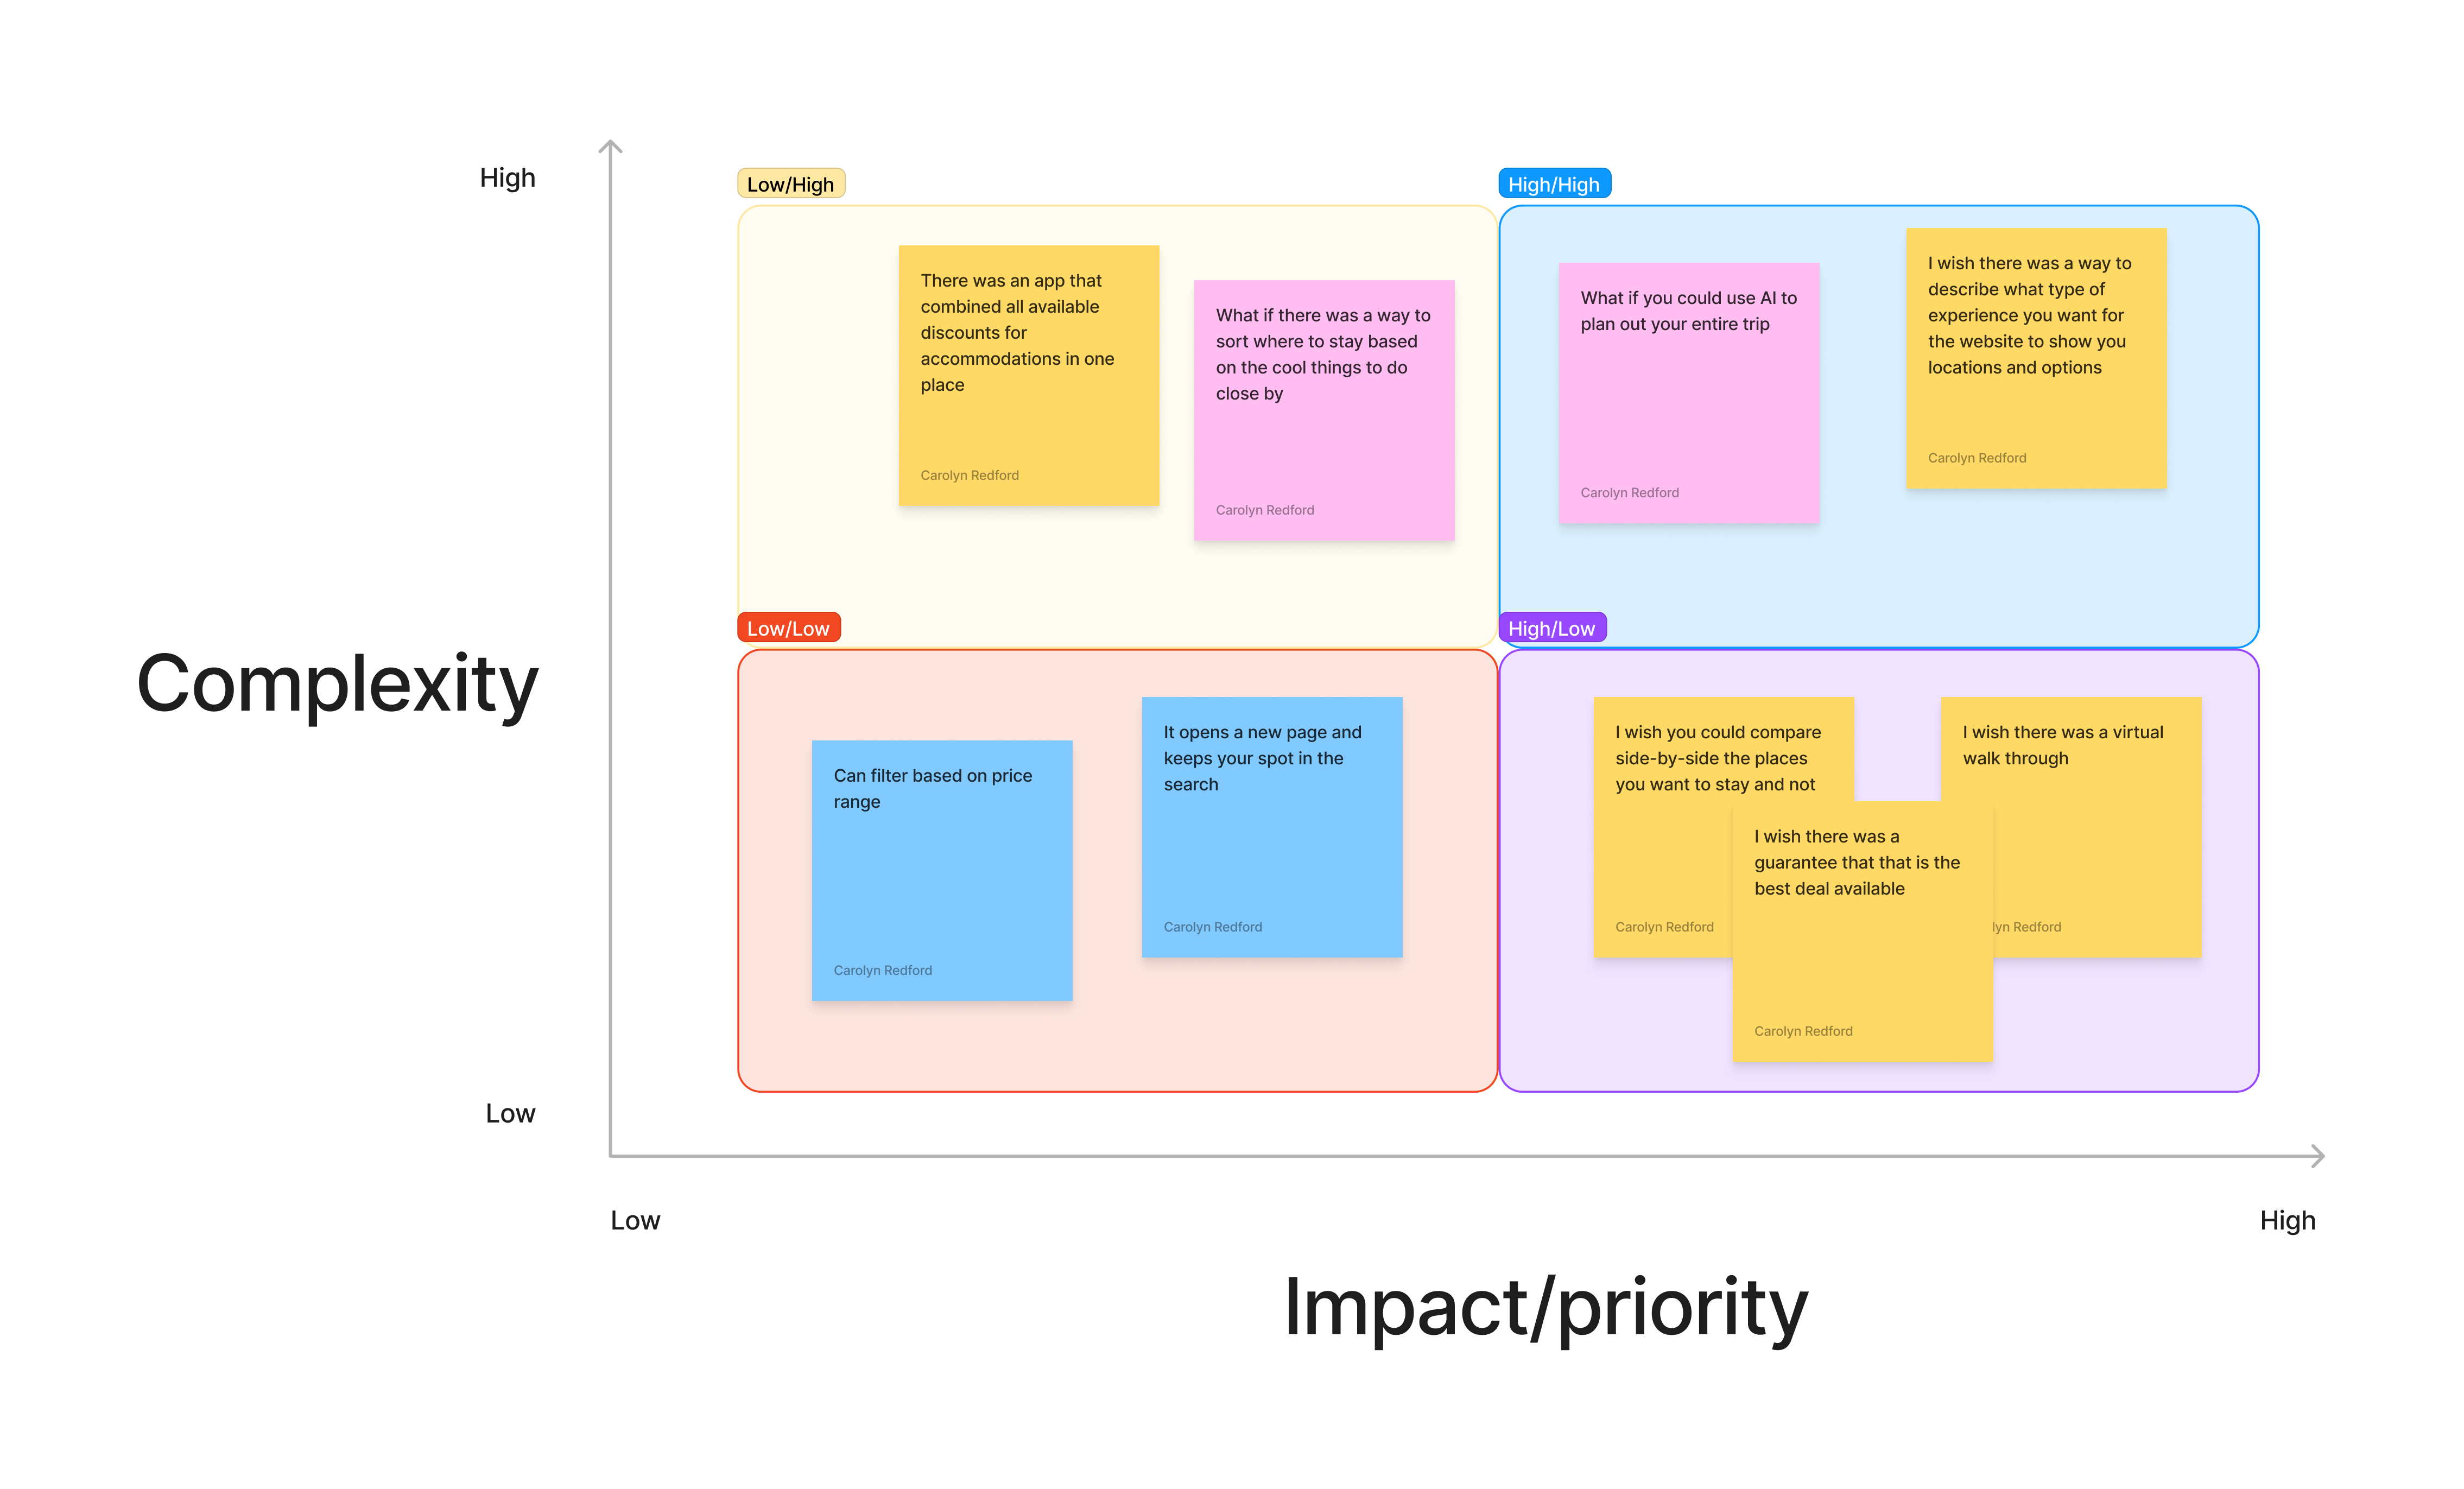 High
Low/High
High/High
There was an app that
combined all available
discounts for
accommodations in one
place
Carolyn Redford
What if there was a way to
sort where to stay based
on the cool things to do
close by
Carolyn Redford
What if you could use AI to
plan out your entire trip
Carolyn Redford
I wish there was a way to
describe what type of
experience you want for
the website to show you
locations and options
Carolyn Redford
Complexity
Low/Low
High/Low
Can filter based on price
range
Carolyn Redford
It opens a new page and
keeps your spot in the
search
Carolyn Redford
I wish you could compare
side-by-side the places
you want to stay and not
Carolyn Redford
I wish there was a virtual
walk through
Redford
I wish there was a
guarantee that that is the
best deal available
Carolyn Redford
Low
Low
High
Impact/priority